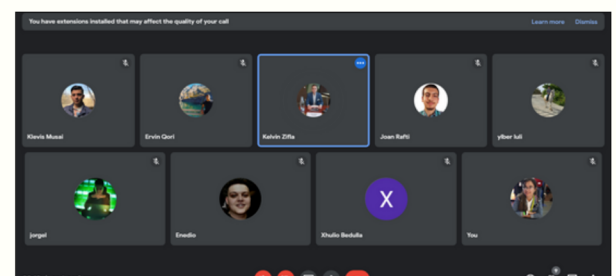 You have extensions installed that may affect the quality of your call
Learn more Dismiss
Klevis Musai
Ervin Qori
Kelvin Zifla
Joan Rafti
ylber luli
jorgel
Enedio
X
Xhulio Bedulla
You